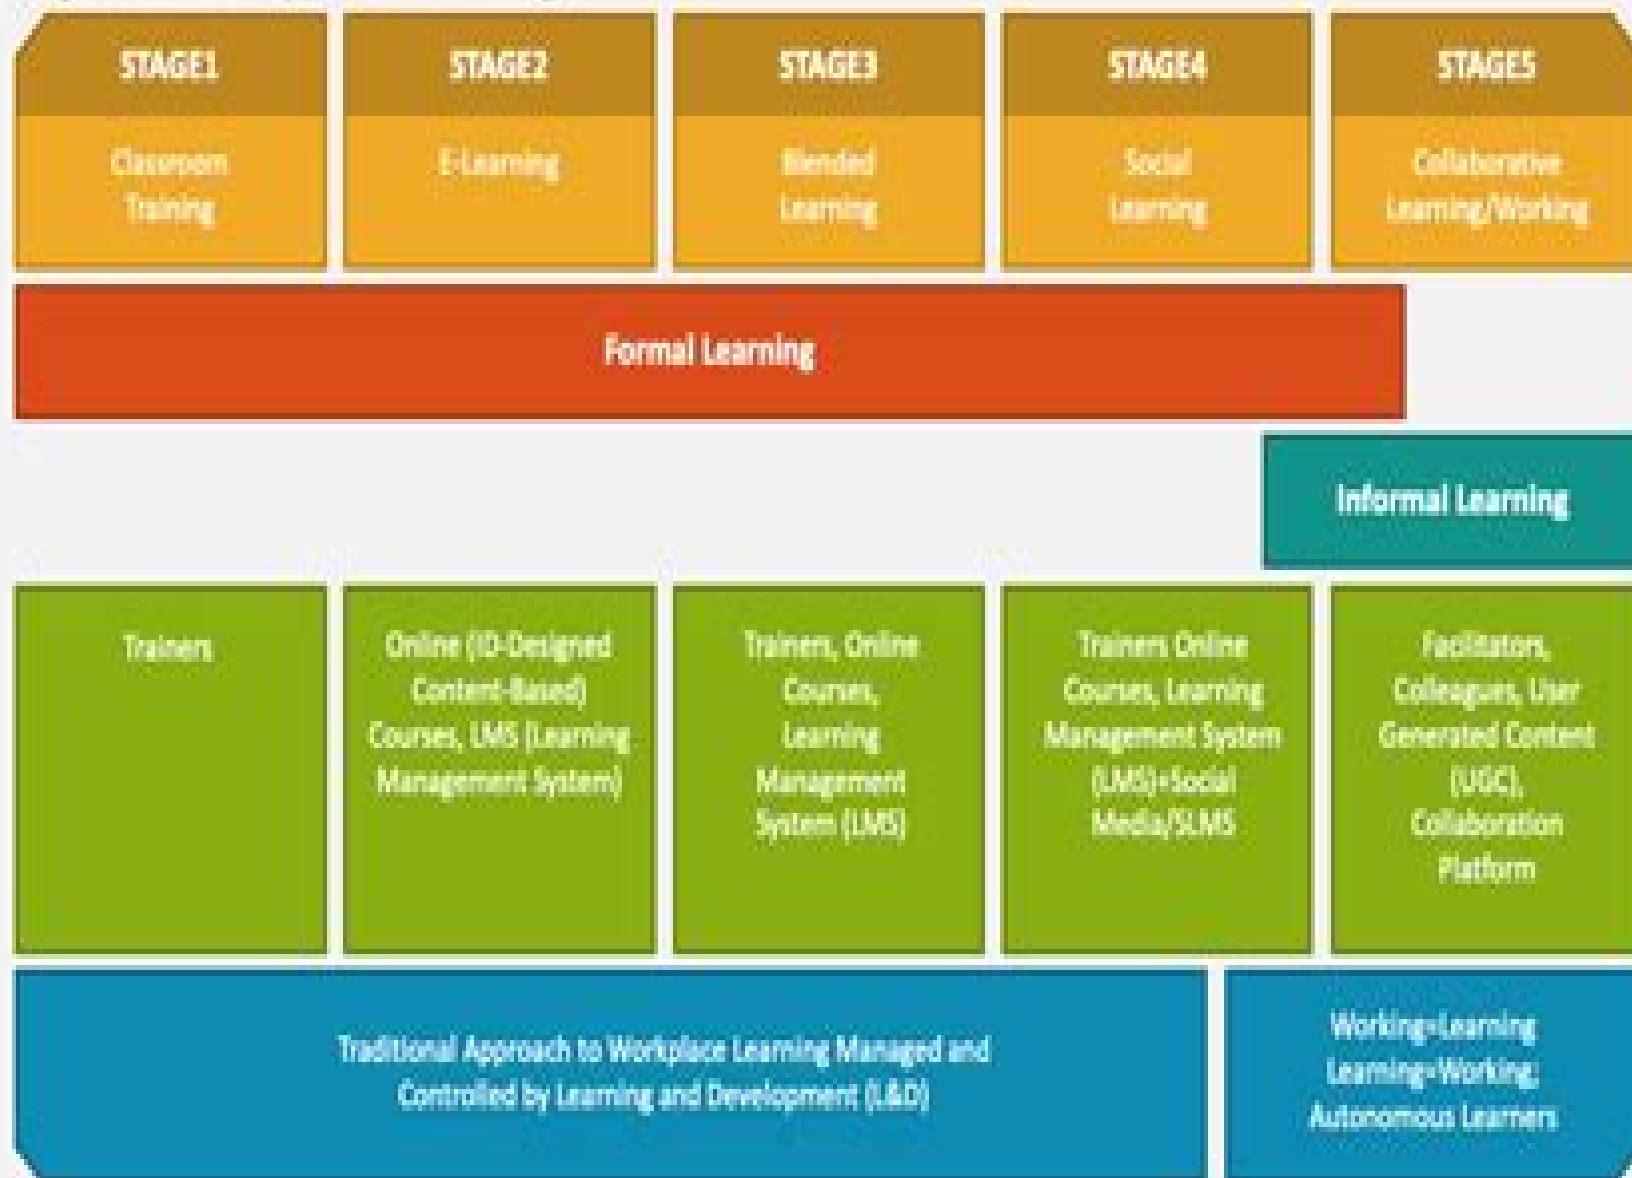 STAGE1
Classroom
Training
STAGE2
E-Learning
STAGE3
Blended
Learning
STAGE4
Social
Learning
STAGE5
Collaborative
Learning/Working
Formal Learning
Informal Learning
Trainers
Online (ID-Designed
Content-Based)
Courses, LMS (Learning
Management System)
Trainers, Online
Courses,
Learning
Management
System (LMS)
Trainers Online
Courses, Learning
Management System
(LMS)+Social
Media/SLMS
Facilitators,
Colleagues, User
Generated Content
(UGC),
Collaboration
Platform
Traditional Approach to Workplace Learning Managed and
Controlled by Learning and Development (L&D)
Working=Learning
Learning=Working;
Autonomous Learners